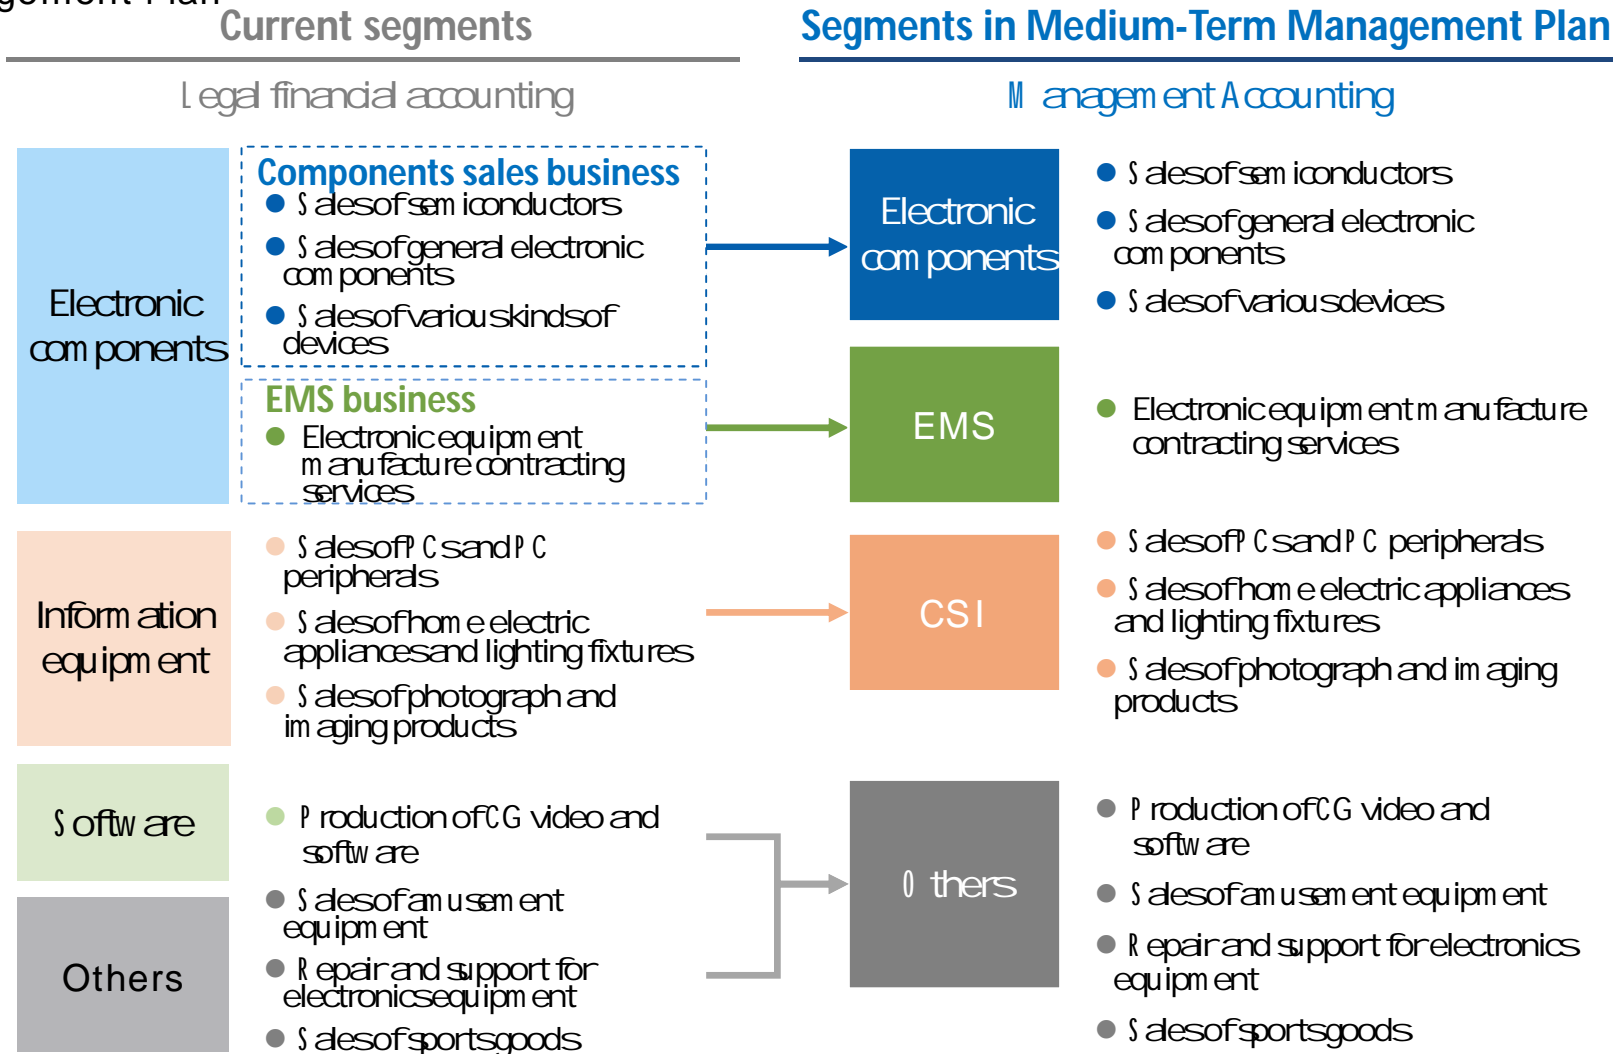 gement Plan
Current segments
Segments in Medium-Term Management Plan
Legal financial accounting
Management Accounting
Electronic
components
Components sales business
Sales of semiconductors
Sales of general electronic
components
Sales of various kinds of
devices
EMS business
Electronic equipment
manufacture contracting
services
Electronic
components
Sales of semiconductors
Sales of general electronic
components
Sales of various devices
EMS
Electronic equipment manufacture
contracting services
Information
equipment
Sales of PCs and PC
peripherals
Sales of home electric
appliances and lighting fixtures
Sales of photograph and
imaging products
CSI
Sales of PCs and PC peripherals
Sales of home electric appliances
and lighting fixtures
Sales of photograph and imaging
products
Software
Production of CG video and
software
Others
Sales of amusement
equipment
Repair and support for
electronics equipment
Sales of sports goods
Others
Production of CG video and
software
Sales of amusement equipment
Repair and support for electronics
equipment
Sales of sports goods